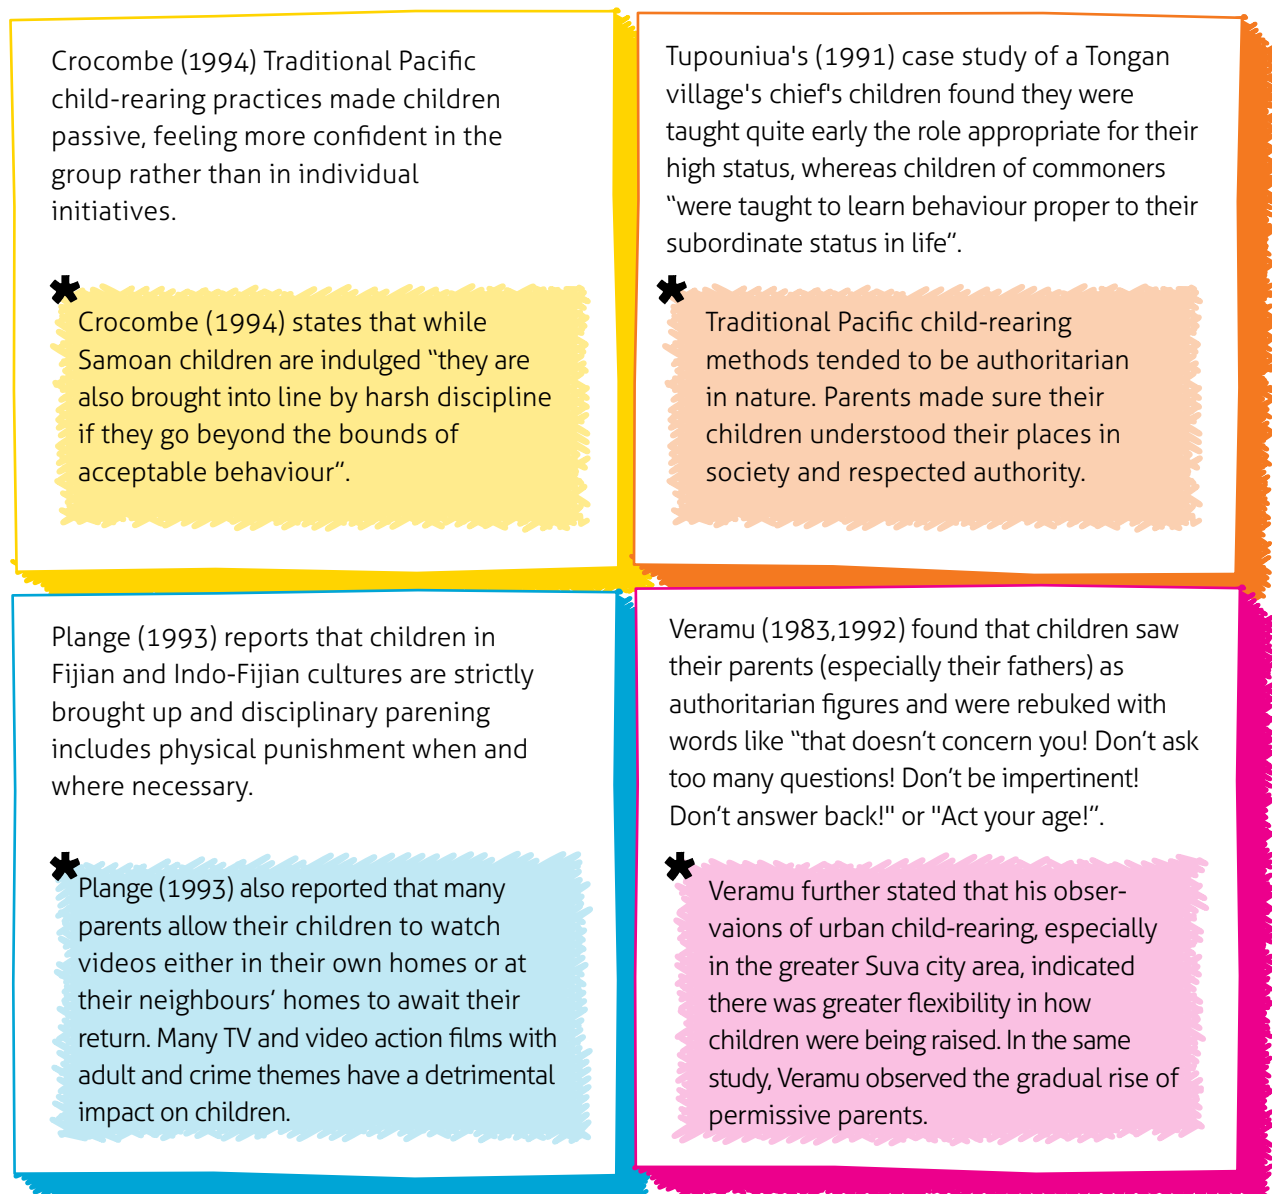 Crocombe (1994) Traditional Pacific
child-rearing practices made children
passive, feeling more confident in the
group rather than in individual
initiatives.
*
Crocombe (1994) states that while
Samoan children are indulged “they are
also brought into line by harsh discipline
if they go beyond the bounds of
acceptable behaviour”.
Tupouniua's (1991) case study of a Tongan
village's chief's children found they were
taught quite early the role appropriate for their
high status, whereas children of commoners
“were taught to learn behaviour proper to their
subordinate status in life”.
*
Traditional Pacific child-rearing
methods tended to be authoritarian
in nature. Parents made sure their
children understood their places in
society and respected authority.
Plange (1993) reports that children in
Fijian and Indo-Fijian cultures are strictly
brought up and disciplinary parening
includes physical punishment when and
where necessary.
*
Plange (1993) also reported that many
parents allow their children to watch
videos either in their own homes or at
their neighbours’ homes to await their
return. Many TV and video action films with
adult and crime themes have a detrimental
impact on children.
Veramu (1983,1992) found that children saw
their parents (especially their fathers) as
authoritarian figures and were rebuked with
words like “that doesn’t concern you! Don’t ask
too many questions! Don’t be impertinent!
Don’t answer back!" or "Act your age!”.
*
Veramu further stated that his obser-
vaions of urban child-rearing, especially
in the greater Suva city area, indicated
there was greater flexibility in how
children were being raised. In the same
study, Veramu observed the gradual rise of
permissive parents.